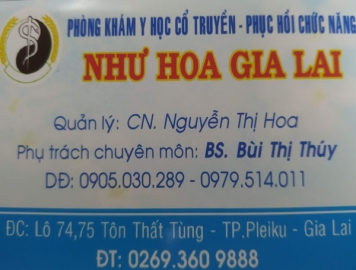 PHÒNG KHÁM Y HỌC CỔ TRUYỀN - PHỤC HỒI CHỨC NĂNG
NHƯ HOA GIA LAI
Quản lý: CN. Nguyễn Thị Hoa
Phụ trách chuyên môn: BS. Bùi Thị Thúy
DĐ: 0905.030.289 - 0979.514.011
ĐC: Lô 74,75 Tôn Thất Tùng - TP.Pleiku - Gia Lai
ĐT: 0269.360 9888